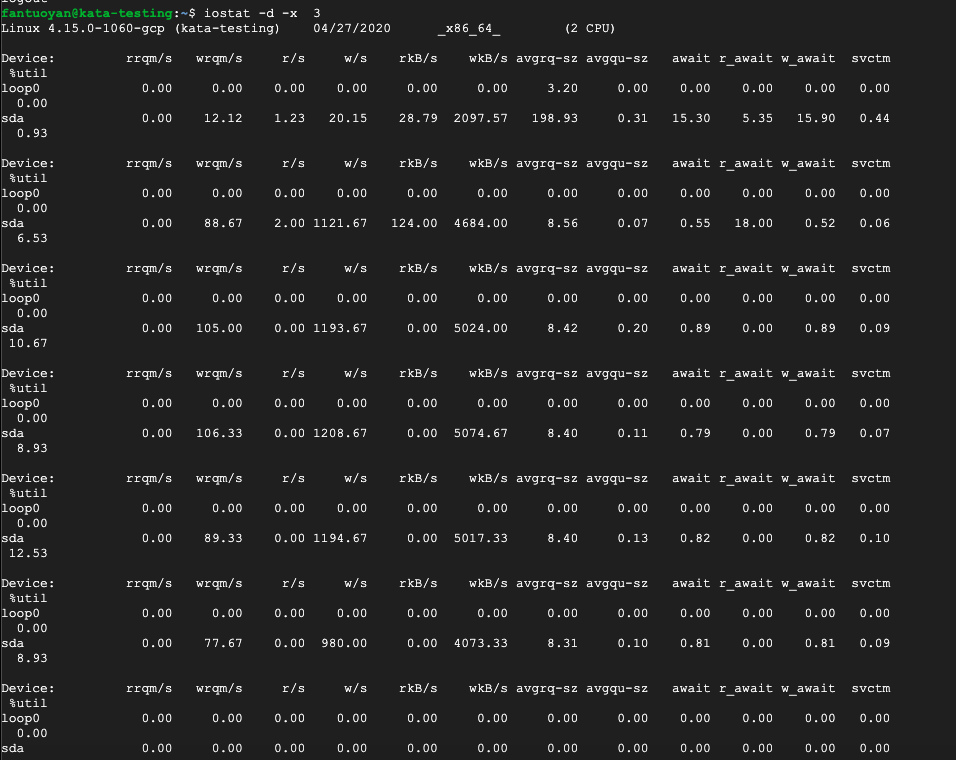 logout
fantuoyan@kata-testing:~$ iostat -d -x  3
Linux 4.15.0-1060-gcp (kata-testing)    04/27/2020      _x86_64_        (2 CPU)

Device:         rrqm/s   wrqm/s     r/s     w/s    rkB/s    wkB/s avgrq-sz avgqu-sz   await r_await w_await  svctm
 %util
loop0             0.00     0.00    0.00    0.00     0.00     0.00     3.20     0.00    0.00    0.00    0.00   0.00
  0.00
sda               0.00    12.12    1.23   20.15    28.79  2097.57   198.93     0.31   15.30    5.35   15.90   0.44
  0.93

Device:         rrqm/s   wrqm/s     r/s     w/s    rkB/s    wkB/s avgrq-sz avgqu-sz   await r_await w_await  svctm
 %util
loop0             0.00     0.00    0.00    0.00     0.00     0.00     0.00     0.00    0.00    0.00    0.00   0.00
  0.00
sda               0.00    88.67    2.00 1121.67   124.00  4684.00     8.56     0.07    0.55   18.00    0.52   0.06
  6.53

Device:         rrqm/s   wrqm/s     r/s     w/s    rkB/s    wkB/s avgrq-sz avgqu-sz   await r_await w_await  svctm
 %util
loop0             0.00     0.00    0.00    0.00     0.00     0.00     0.00     0.00    0.00    0.00    0.00   0.00
  0.00
sda               0.00   105.00    0.00 1193.67     0.00  5024.00     8.42     0.20    0.89    0.00    0.89   0.09
 10.67

Device:         rrqm/s   wrqm/s     r/s     w/s    rkB/s    wkB/s avgrq-sz avgqu-sz   await r_await w_await  svctm
 %util
loop0             0.00     0.00    0.00    0.00     0.00     0.00     0.00     0.00    0.00    0.00    0.00   0.00
  0.00
sda               0.00   106.33    0.00 1208.67     0.00  5074.67     8.40     0.11    0.79    0.00    0.79   0.07
  8.93

Device:         rrqm/s   wrqm/s     r/s     w/s    rkB/s    wkB/s avgrq-sz avgqu-sz   await r_await w_await  svctm
 %util
loop0             0.00     0.00    0.00    0.00     0.00     0.00     0.00     0.00    0.00    0.00    0.00   0.00
  0.00
sda               0.00    89.33    0.00 1194.67     0.00  5017.33     8.40     0.13    0.82    0.00    0.82   0.10
 12.53

Device:         rrqm/s   wrqm/s     r/s     w/s    rkB/s    wkB/s avgrq-sz avgqu-sz   await r_await w_await  svctm
 %util
loop0             0.00     0.00    0.00    0.00     0.00     0.00     0.00     0.00    0.00    0.00    0.00   0.00
  0.00
sda               0.00    77.67    0.00  980.00     0.00  4073.33     8.31     0.10    0.81    0.00    0.81   0.09
  8.93

Device:         rrqm/s   wrqm/s     r/s     w/s    rkB/s    wkB/s avgrq-sz avgqu-sz   await r_await w_await  svctm
 %util
loop0             0.00     0.00    0.00    0.00     0.00     0.00     0.00     0.00    0.00    0.00    0.00   0.00
  0.00
sda               0.00     0.00    0.00    0.00     0.00     0.00     0.00     0.00    0.00    0.00    0.00   0.00